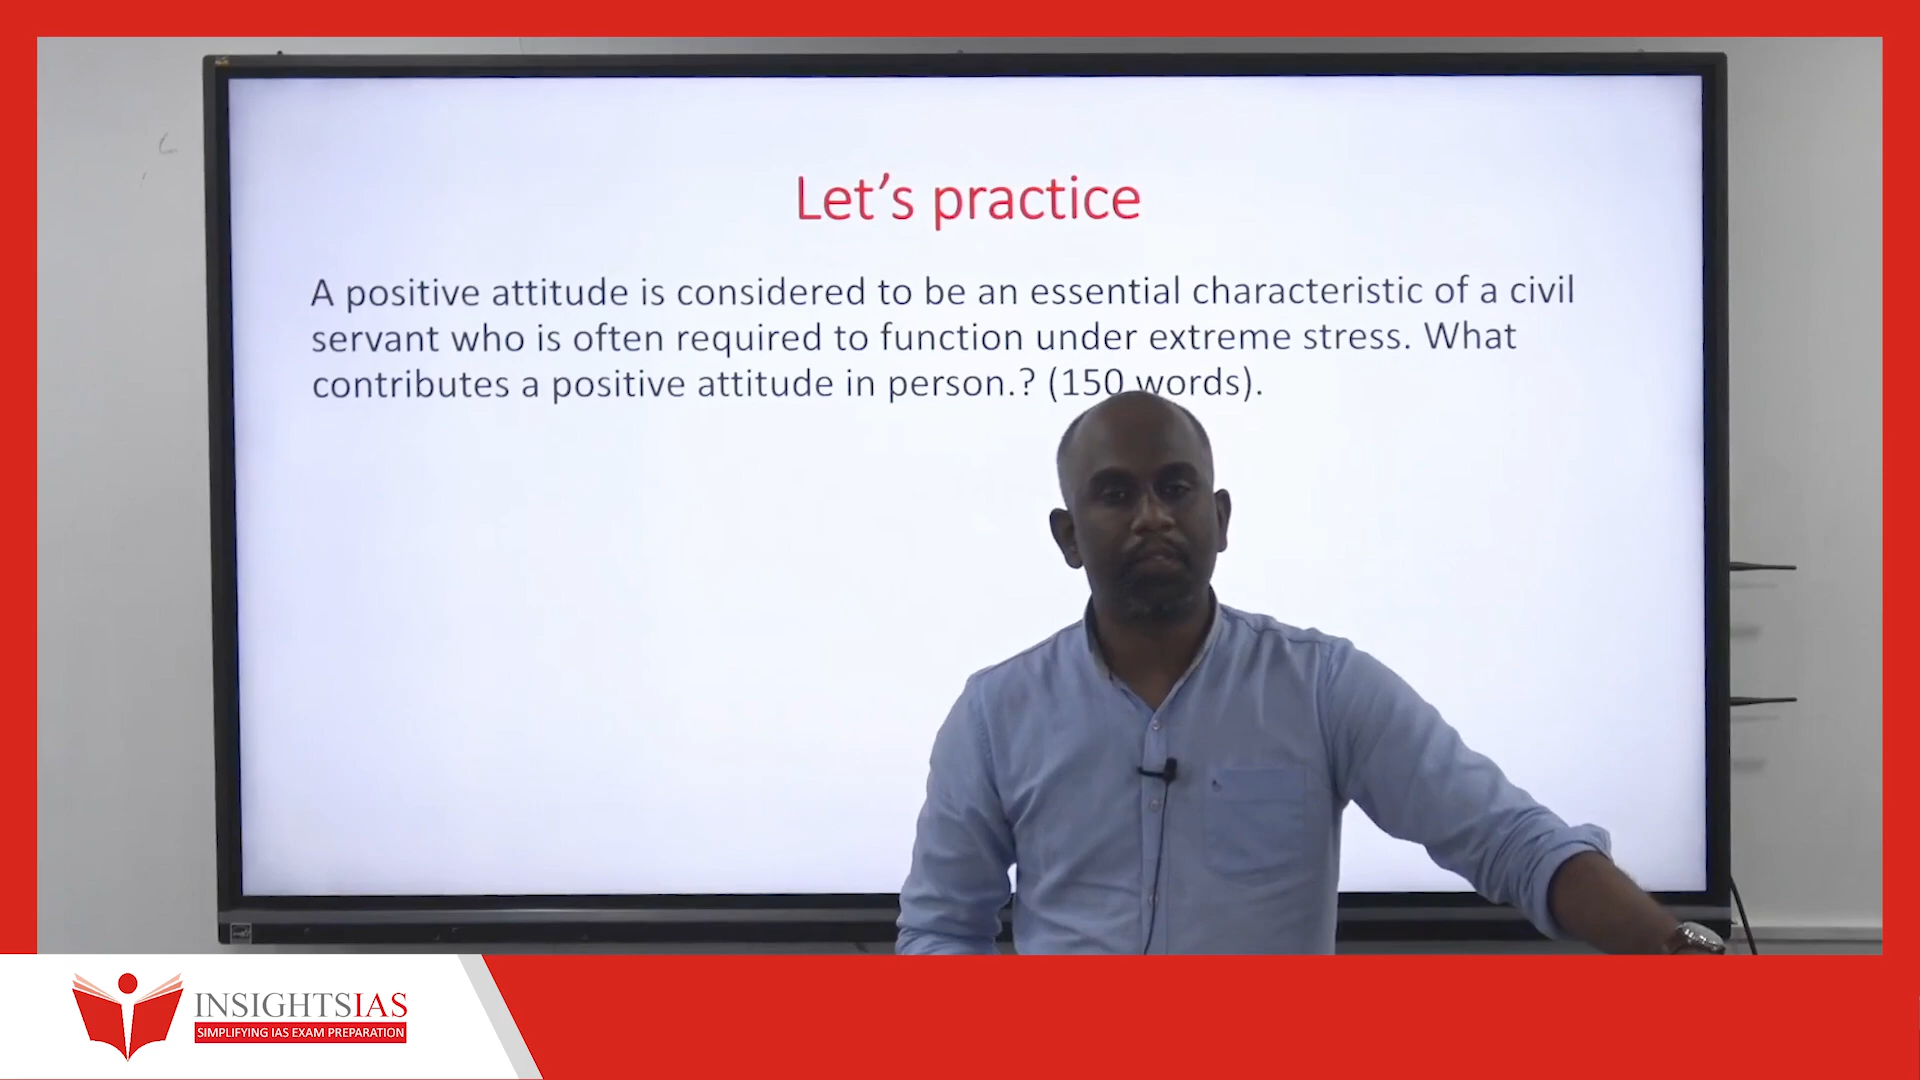 Let’s practice
A positive attitude is considered to be an essential characteristic of a civil
servant who is often required to function under extreme stress. What
contributes a positive attitude in person.? (150 words).
INSIGHTSIAS
SIMPLIFYING IAS EXAM PREPARATION